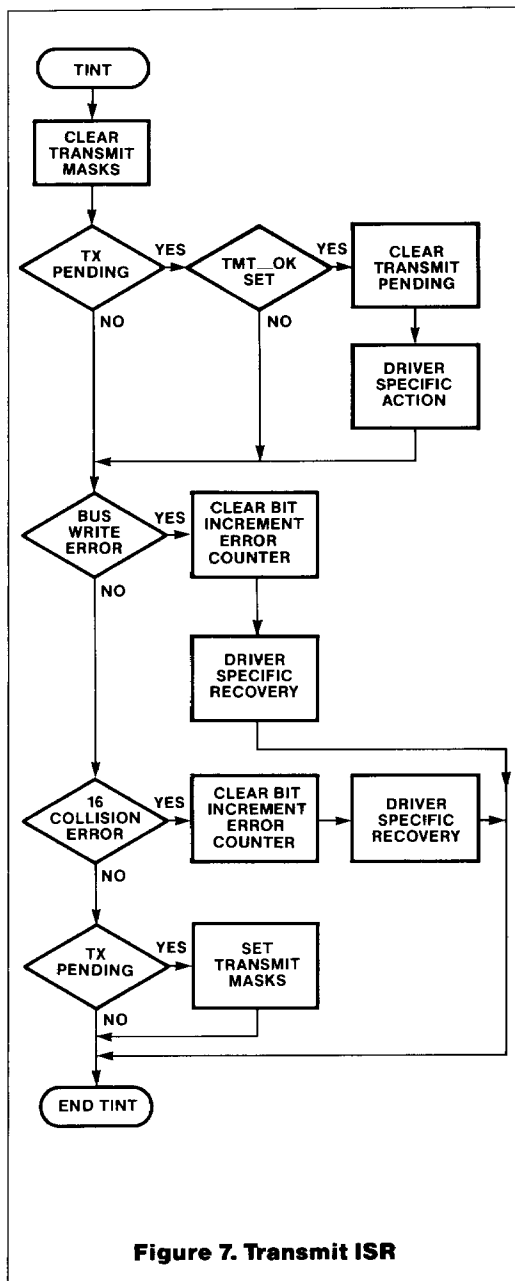 TINT
CLEAR
TRANSMIT
MASKS
TX
PENDING
YES
NO
TMT_OK
SET
YES
NO
CLEAR
TRANSMIT
PENDING
DRIVER
SPECIFIC
ACTION
BUS
WRITE
ERROR
YES
NO
CLEAR BIT
INCREMENT
ERROR
COUNTER
DRIVER
SPECIFIC
RECOVERY
16
COLLISION
ERROR
YES
NO
CLEAR BIT
INCREMENT
ERROR
COUNTER
DRIVER
SPECIFIC
RECOVERY
TX
PENDING
YES
NO
SET
TRANSMIT
MASKS
END TINT
Figure 7. Transmit ISR